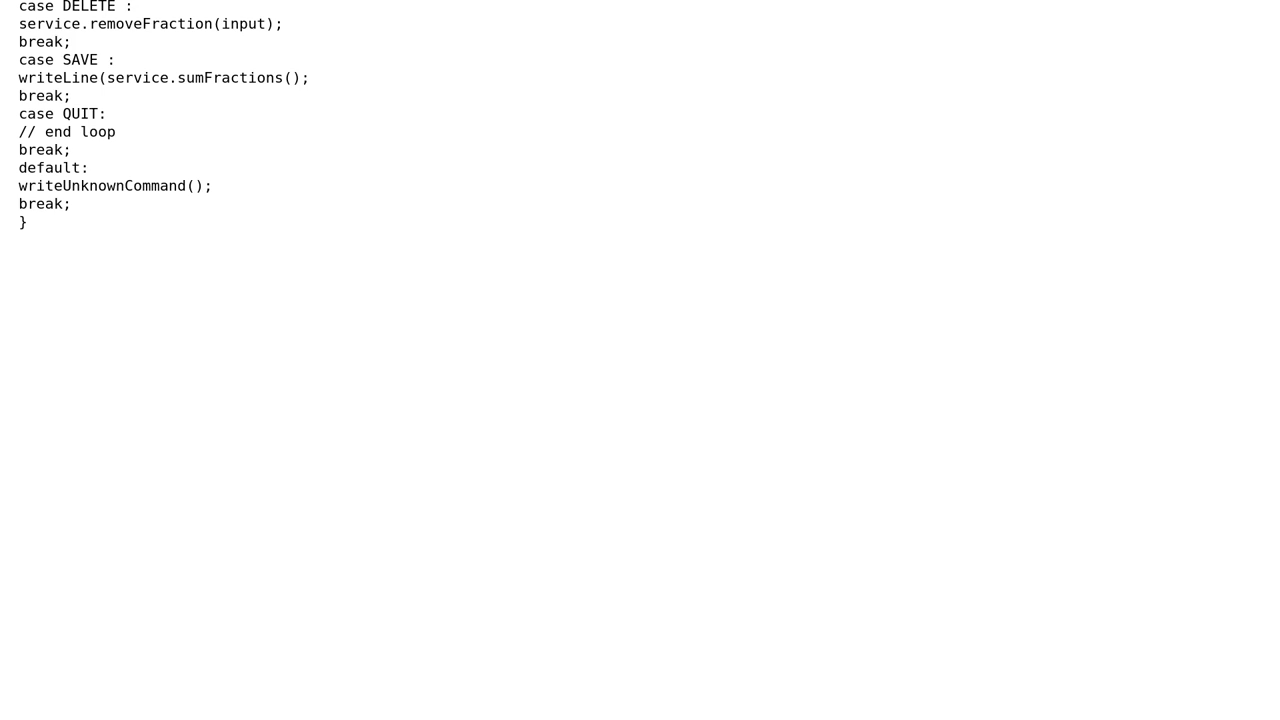 case DELETE :
service.removeFraction(input);
break;
case SAVE :
writeLine(service.sumFractions();
break;
case QUIT:
// end loop
break;
default:
writeUnknownCommand();
break;
}